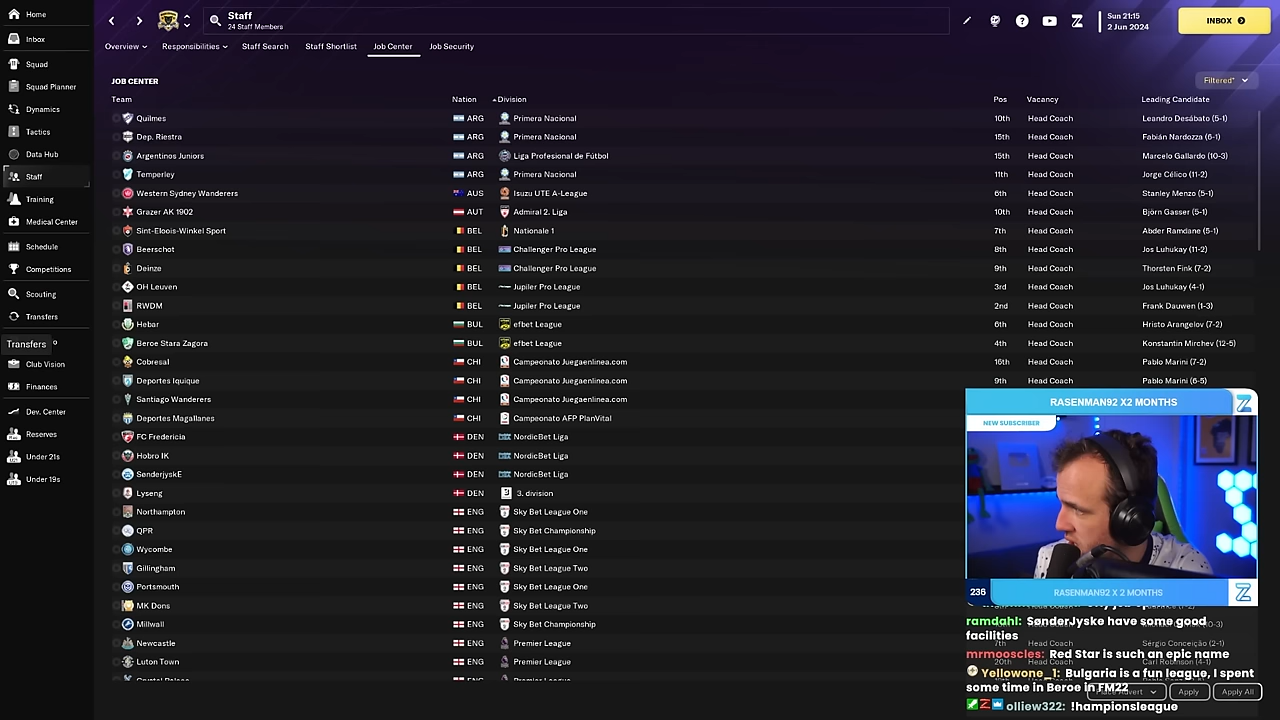 Home
Inbox
Squad
Squad Planner
Dynamics
Tactics
Data Hub
Staff
Training
Medical Center
Schedule
Competitions
Scouting
Transfers
Transfers
Club Vision
Finances
Dev. Center
Reserves
Under 21s
Under 19s
Staff
24 Staff Members
Sun 21:15
2 Jun 2024
INBOX
Overview Responsibilities Staff Search Staff Shortlist Job Center Job Security
JOB CENTER
Filtered*
Team Nation Division Pos Vacancy Leading Candidate
Quilmes ARG Primera Nacional 10th Head Coach Leandro Desábato (5-1)
Dep. Riestra ARG Primera Nacional 15th Head Coach Fabián Nardozza (6-1)
Argentinos Juniors ARG Liga Profesional de Fútbol 15th Head Coach Marcelo Gallardo (10-3)
Temperley ARG Primera Nacional 11th Head Coach Jorge Célico (11-2)
Western Sydney Wanderers AUS Isuzu UTE A-League 6th Head Coach Stanley Menzo (5-1)
Grazer AK 1902 AUT Admiral 2. Liga 10th Head Coach Björn Gasser (5-1)
Sint-Eloois-Winkel Sport BEL Nationale 1 7th Head Coach Abder Ramdane (5-1)
Beerschot BEL Challenger Pro League 8th Head Coach Jos Luhukay (11-2)
Deinze BEL Challenger Pro League 9th Head Coach Thorsten Fink (7-2)
OH Leuven BEL Jupiler Pro League 3rd Head Coach Jos Luhukay (4-1)
RWDM BEL Jupiler Pro League 2nd Head Coach Frank Dauwen (1-3)
Hebar BUL efbet League 6th Head Coach Hristo Arangelov (7-2)
Beroe Stara Zagora BUL efbet League 4th Head Coach Konstantin Mirchev (12-5)
Cobresal CHI Campeonato Juegaenlinea.com 16th Head Coach Pablo Marini (7-2)
Deportes Iquique CHI Campeonato Juegaenlinea.com 9th Head Coach Pablo Marini (6-5)
Santiago Wanderers CHI Campeonato Juegaenlinea.com
Deportes Magallanes CHI Campeonato AFP PlanVital
FC Fredericia DEN NordicBet Liga
Hobro IK DEN NordicBet Liga
SønderjyskE DEN NordicBet Liga
Lyseng DEN 3. division
Northampton ENG Sky Bet League One
QPR ENG Sky Bet Championship
Wycombe ENG Sky Bet League One
Gillingham ENG Sky Bet League Two
Portsmouth ENG Sky Bet League One
MK Dons ENG Sky Bet League Two
Millwall ENG Sky Bet Championship
Newcastle ENG Premier League 7th Head Coach Sérgio Conceição (2-1)
Luton Town ENG Premier League 20th Head Coach Carl Robinson (4-1)
RASENMAN92 X2 MONTHS
NEW SUBSCRIBER
236 RASENMAN92 X 2 MONTHS
ramdahl: SønderJyske have some good
facilities
mrmooscles: Red Star is such an epic name
Yellowone_1: Bulgaria is a fun league, I spent
some time in Beroe in FM22
Place Advert Apply Apply All
olliew322: !hampionsleague